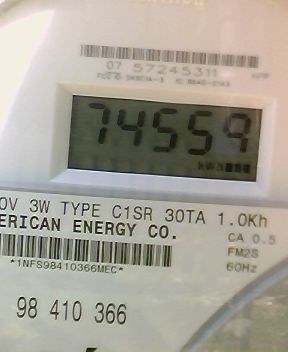 07 57245311
74559
kWh
0V 3W TYPE C1SR 30TA 1.0Kh
ERICAN ENERGY CO.
CA 0.5
FM2S
60Hz
*1NFS98410366MEC*
98 410 366